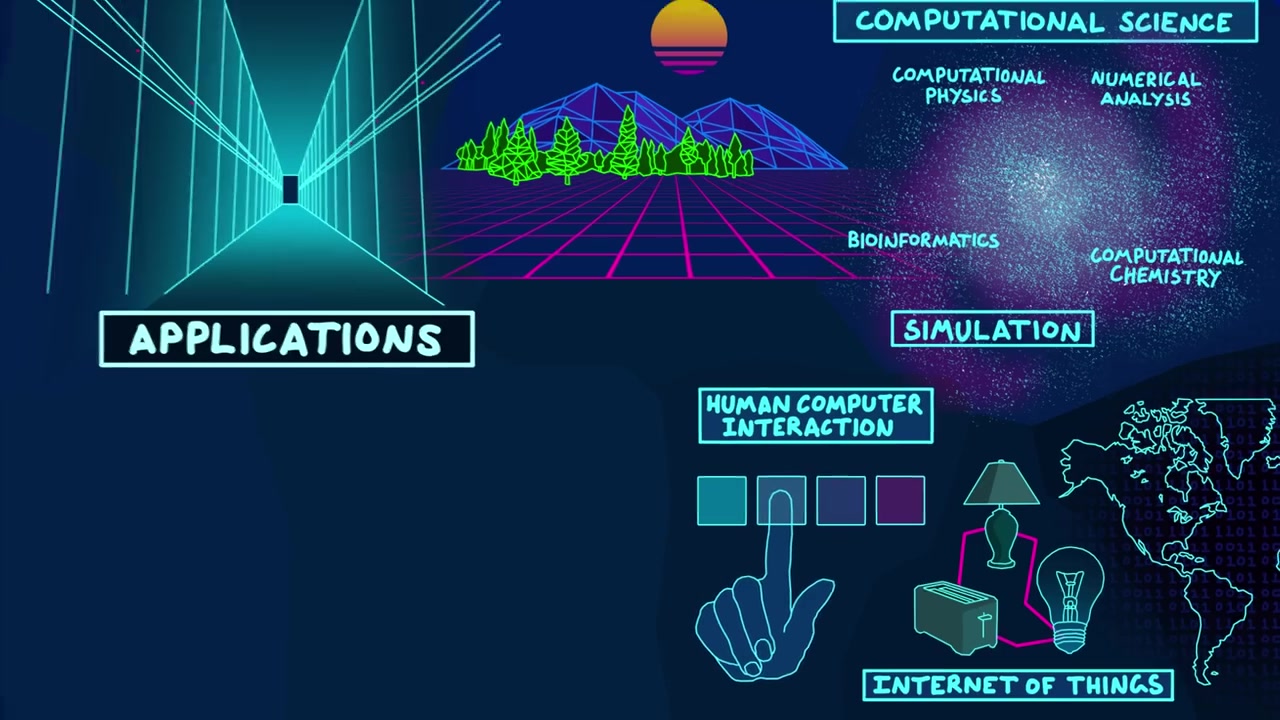 COMPUTATIONAL SCIENCE
COMPUTATIONAL
PHYSICS
NUMERICAL
ANALYSIS
BIOINFORMATICS
COMPUTATIONAL
CHEMISTRY
SIMULATION
APPLICATIONS
HUMAN COMPUTER
INTERACTION
INTERNET OF THINGS